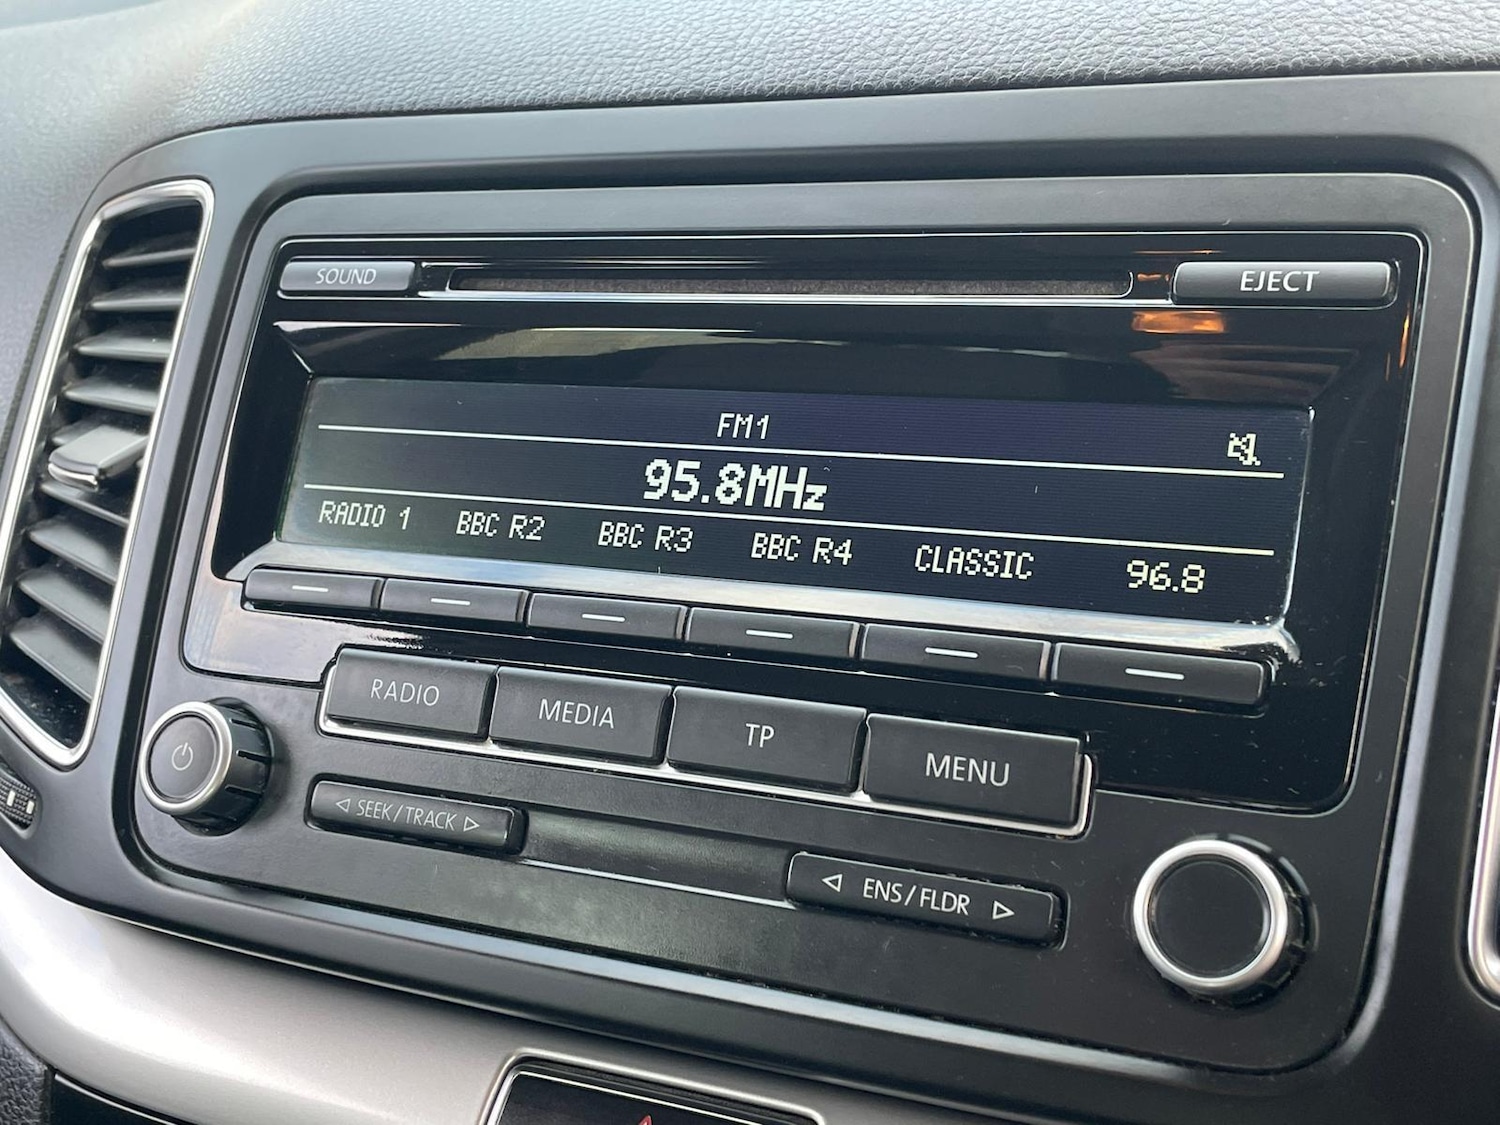 SOUND
EJECT
FM1
95.8MHz
RADIO 1 BBC R2 BBC R3 BBC R4 CLASSIC 96.8
RADIO MEDIA TP MENU
SEEK/TRACK
ENS/FLDR